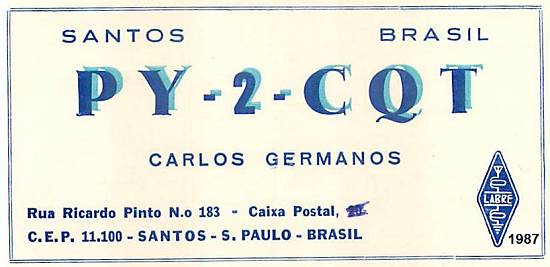 SANTOS BRASIL
PY-2-CQT
CARLOS GERMANOS
Rua Ricardo Pinto N.o 183 - Caixa Postal,
C.E.P. 11.100 - SANTOS - S. PAULO - BRASIL
LABRE
1987